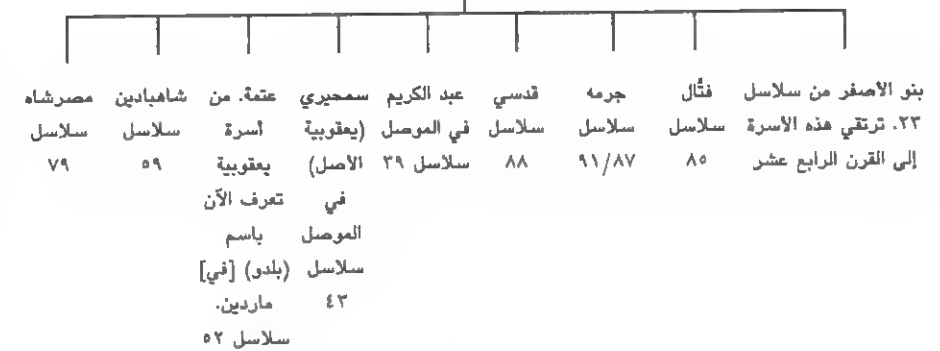 بنو الأصفر من سلاسل
٢٣. ترتقي هذه الأسرة
إلى القرن الرابع عشر
فتَّال
سلاسل
٨٥
جرمه
سلاسل
٩١/٨٧
قدسي
سلاسل
٨٨
عبد الكريم
في الموصل
سلاسل ٣٩
سمحيري
(يعقوبية
الأصل)
في
الموصل
سلاسل
٤٣
عتمة. من
أسرة
يعقوبية
تعرف الآن
باسم
(بلدو) [في]
ماردين.
سلاسل ٥٢
شاهبادين
سلاسل
٥٩
مصرشاه
سلاسل
٧٩